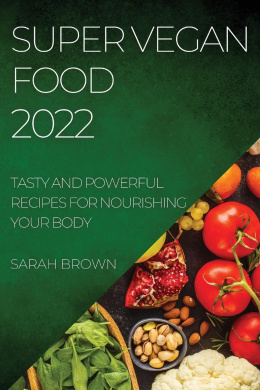 SUPER VEGAN
FOOD
2022
TASTY AND POWERFUL
RECIPES FOR NOURISHING
YOUR BODY
SARAH BROWN